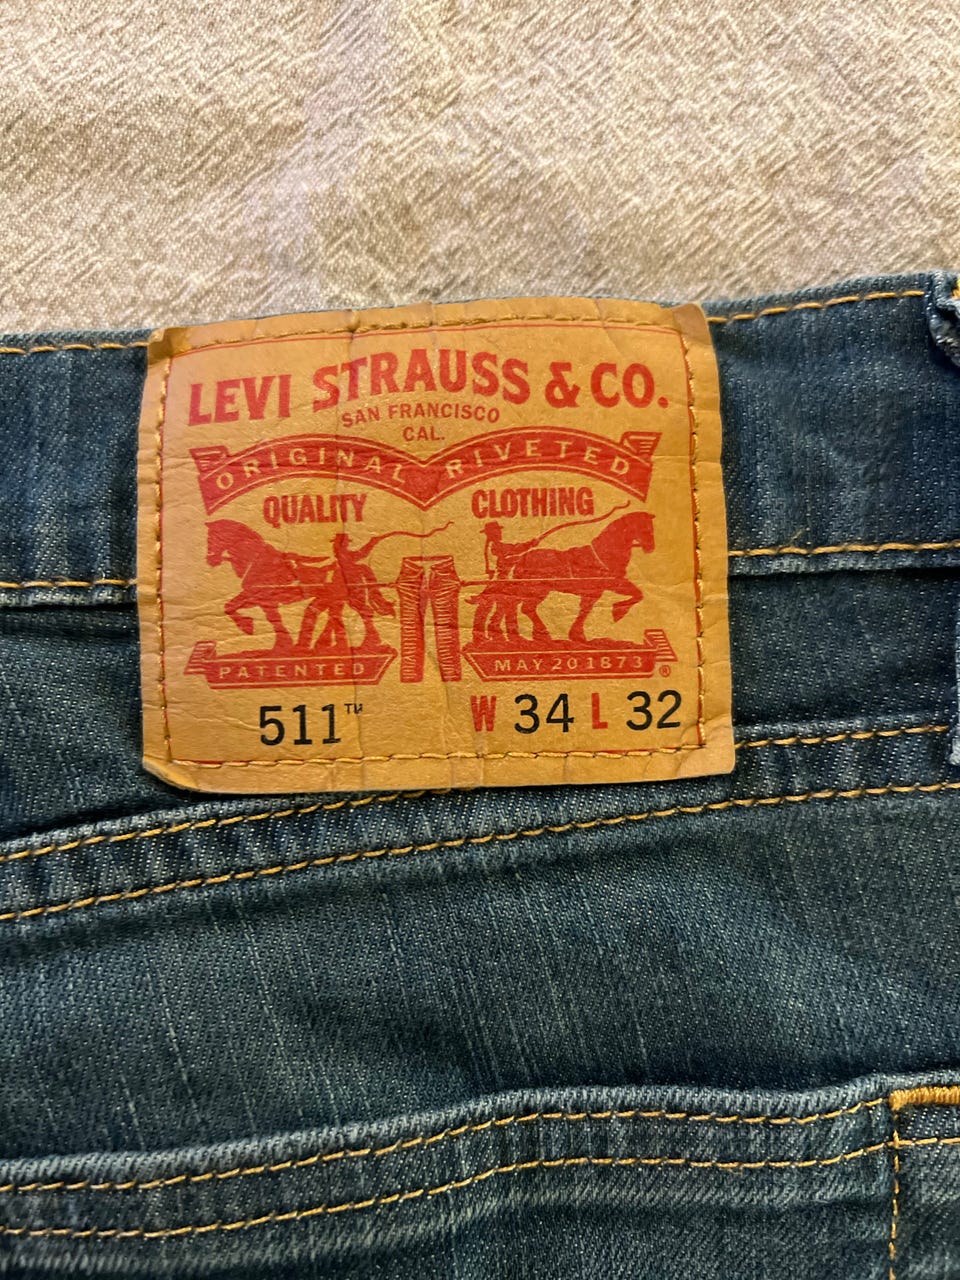 LEVI STRAUSS & CO.
SAN FRANCISCO
CAL.
ORIGINAL RIVETED
QUALITY CLOTHING
PATENTED MAY 20 1873 ®
511™ W 34 L 32